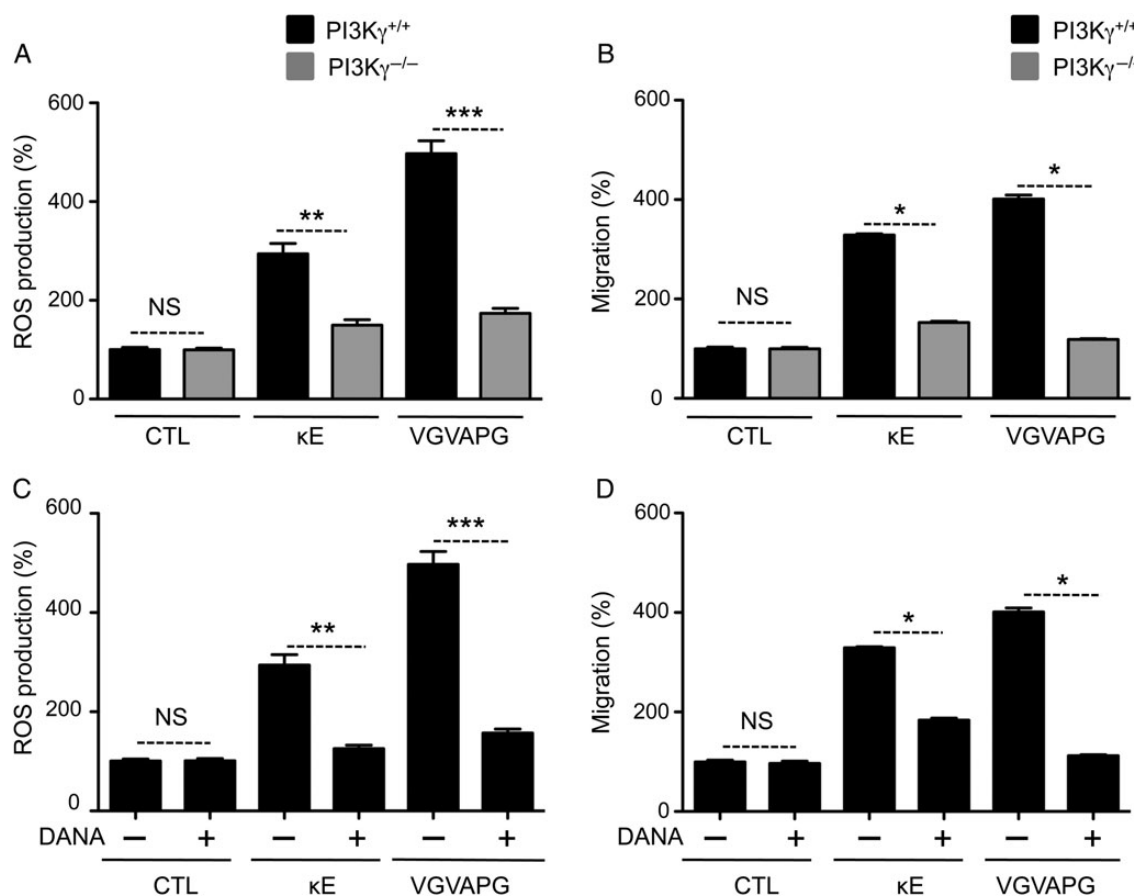 PI3Kγ+/+
PI3Kγ−/−
PI3Kγ+/+
PI3Kγ−/
A
ROS production (%)
600
400
200
0
NS
**
***
CTL
κE
VGVAPG
B
Migration (%)
600
400
200
0
NS
*
*
CTL
κE
VGVAPG
C
ROS production (%)
600
400
200
0
NS
**
***
DANA − + − + − +
CTL
κE
VGVAPG
D
Migration (%)
600
400
200
0
NS
*
*
DANA − + − + − +
CTL
κE
VGVAPG